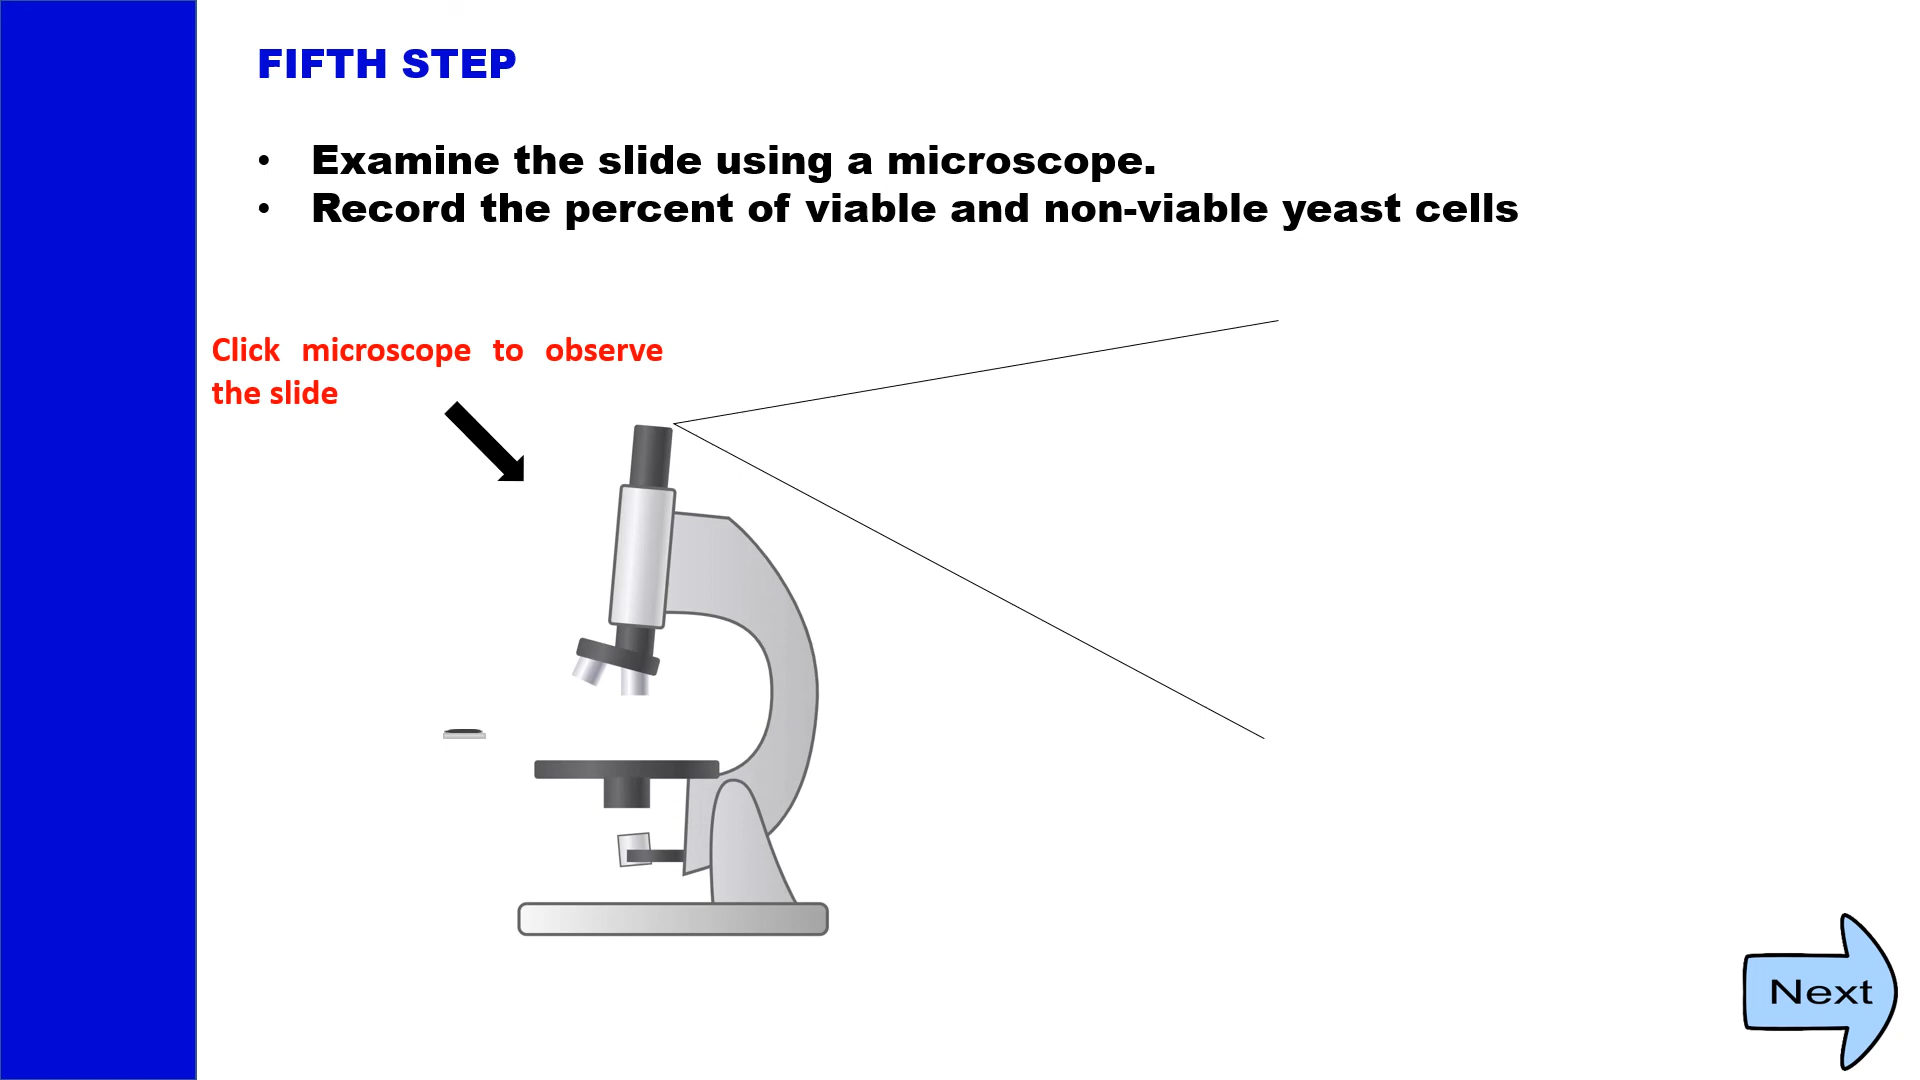 FIFTH STEP
• Examine the slide using a microscope.
• Record the percent of viable and non-viable yeast cells
Click microscope to observe
the slide
Next